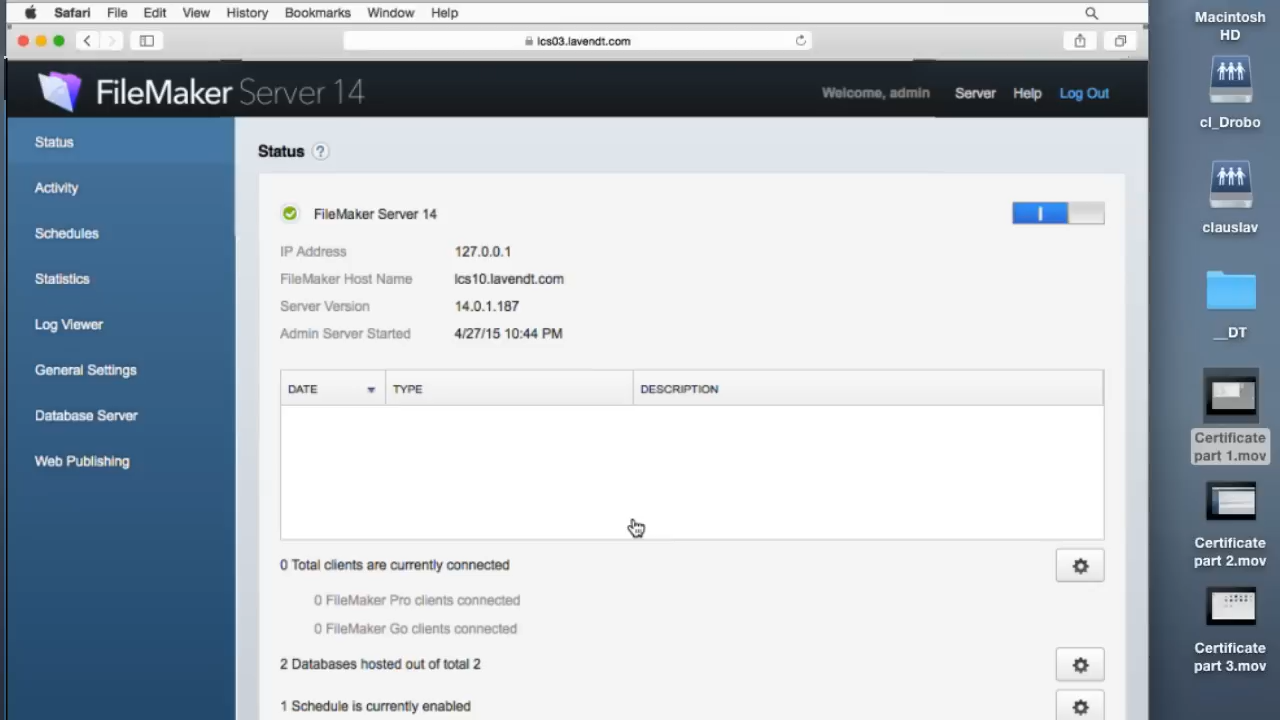 Safari File Edit View History Bookmarks Window Help
lcs03.lavendt.com
FileMaker Server 14
Welcome, admin Server Help Log Out
Status
Activity
Schedules
Statistics
Log Viewer
General Settings
Database Server
Web Publishing
Status ?
FileMaker Server 14
IP Address 127.0.0.1
FileMaker Host Name lcs10.lavendt.com
Server Version 14.0.1.187
Admin Server Started 4/27/15 10:44 PM
DATE TYPE DESCRIPTION
0 Total clients are currently connected
0 FileMaker Pro clients connected
0 FileMaker Go clients connected
2 Databases hosted out of total 2
1 Schedule is currently enabled
Macintosh
HD
cl_Drobo
clauslav
__DT
Certificate
part 1.mov
Certificate
part 2.mov
Certificate
part 3.mov